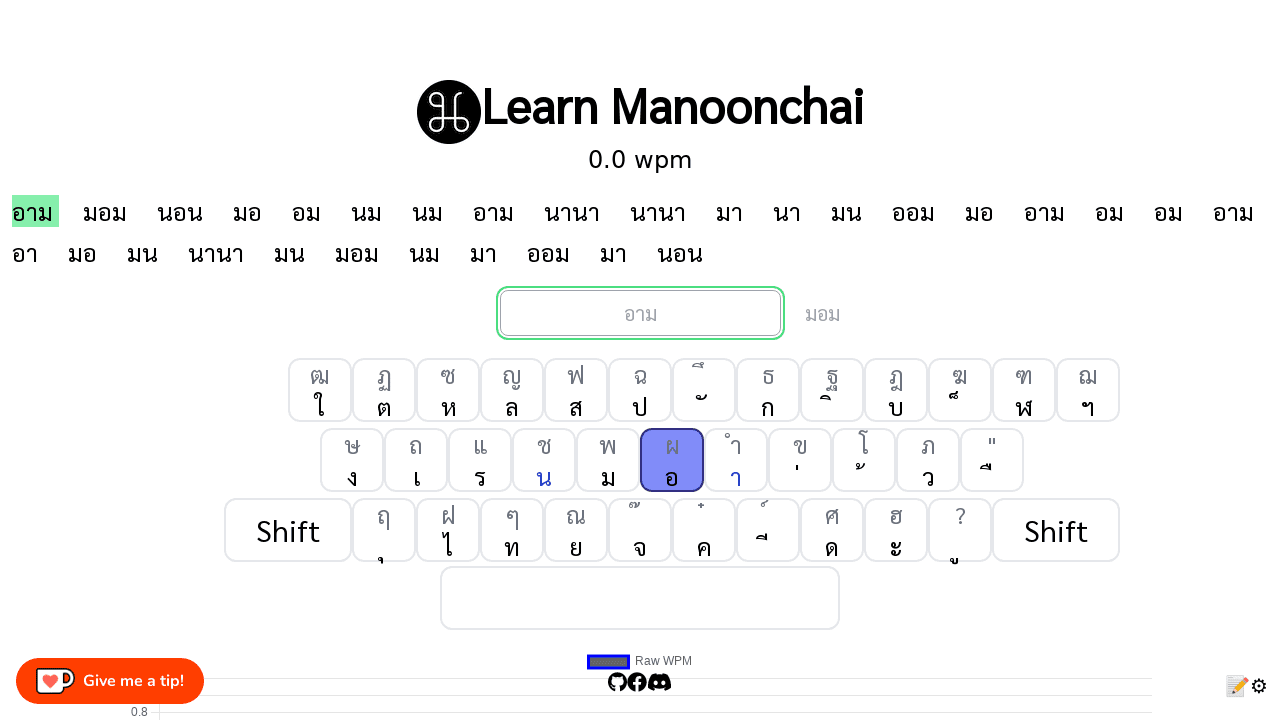 Learn Manoonchai
0.0 wpm
อาม มอม นอน มอ อม นม นม อาม นานา นานา มา นา มน ออม มอ อาม อม อม อาม
อา มอ มน นานา มน มอม นม มา ออม มา นอน
อาม มอม
ฒ ฏ ซ ญ ฟ ฉ ึ ธ ฐ ฎ ฆ ฑ ฌ
ใ ต ห ล ส ป ั ก ิ บ ็ ฬ ฯ
ษ ถ แ ช พ ผ ำ ข โ ภ "
ง เ ร น ม อ า ่ ้ ว ื
Shift ฤ ฝ ๆ ณ ๊ ๋ ์ ศ ฮ ? Shift
ุ ไ ท ย จ ค ี ด ะ ู
Raw WPM
Give me a tip!
0.8